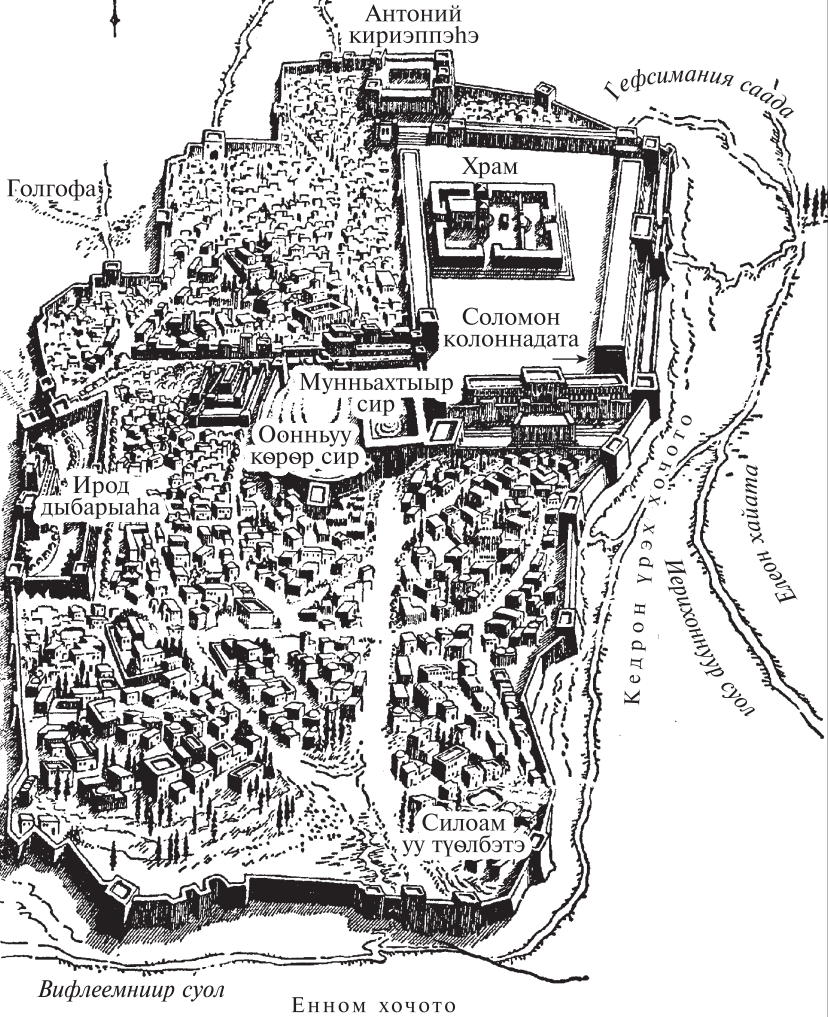 Антоний
кириэппэһэ
Гефсимания саада
Храм
Голгофа
Соломон
колоннадата
Мунньахтыыр
сир
Оонньуу
көрөр сир
Ирод
дыбарыаһа
Кедрон үрэх хочото
Елеон хайата
Иерихоннуур суол
Силоам
уу түөлбэтэ
Вифлеемниир суол
Енном хочото